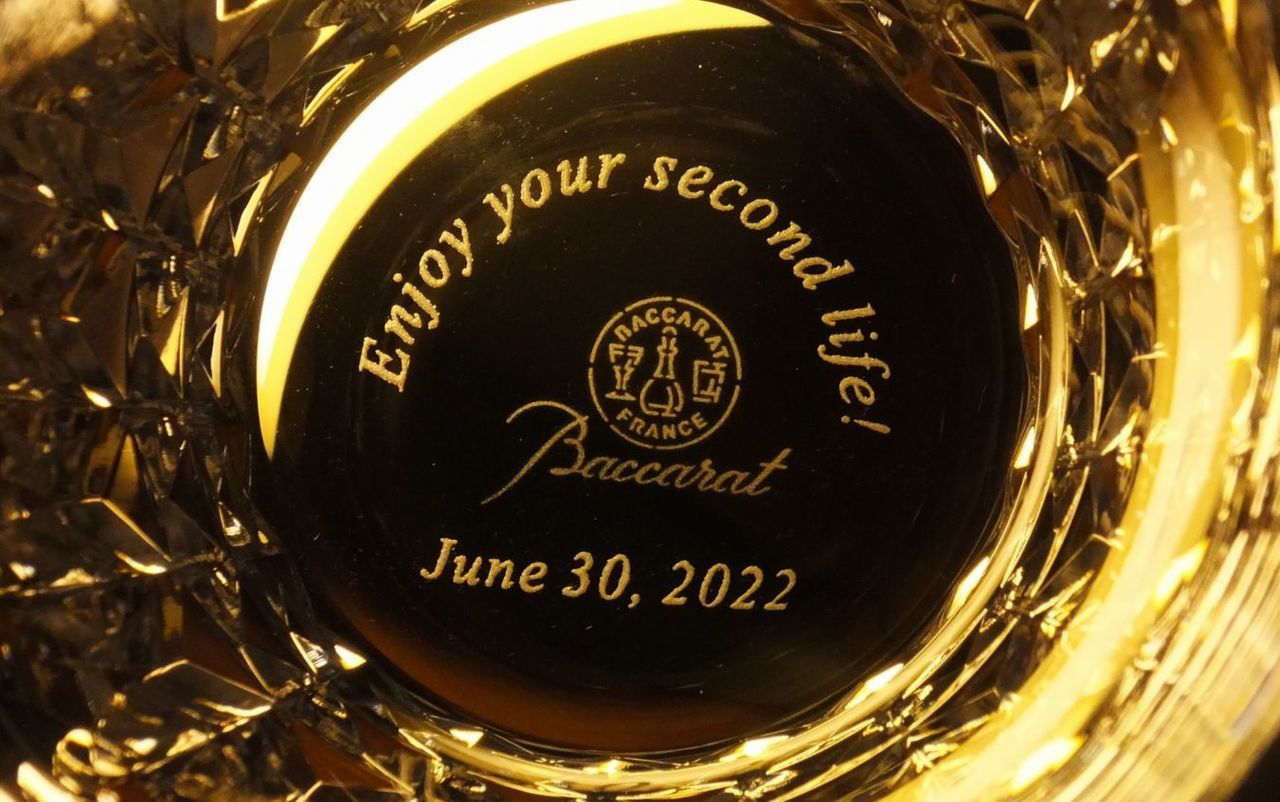 Enjoy your second life!
BACCARAT
FRANCE
Baccarat
June 30, 2022